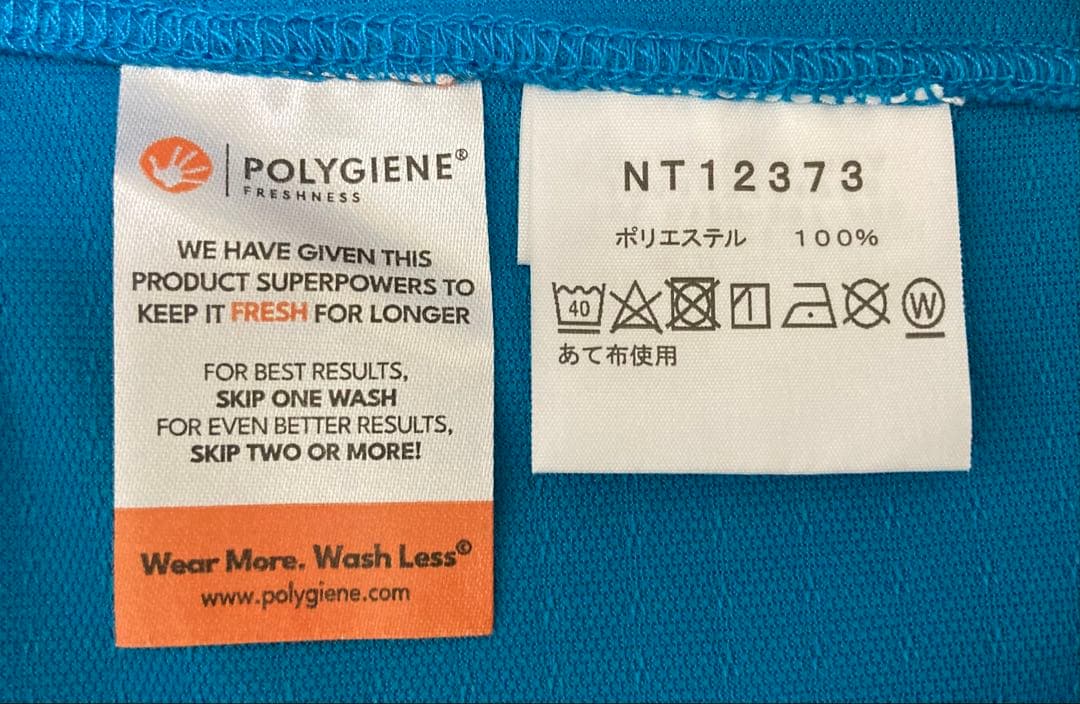 POLYGIENE®
FRESHNESS
WE HAVE GIVEN THIS
PRODUCT SUPERPOWERS TO
KEEP IT FRESH FOR LONGER
FOR BEST RESULTS,
SKIP ONE WASH
FOR EVEN BETTER RESULTS,
SKIP TWO OR MORE!
Wear More. Wash Less©
www.polygiene.com
NT12373
ポリエステル 100%
40 W
あて布使用